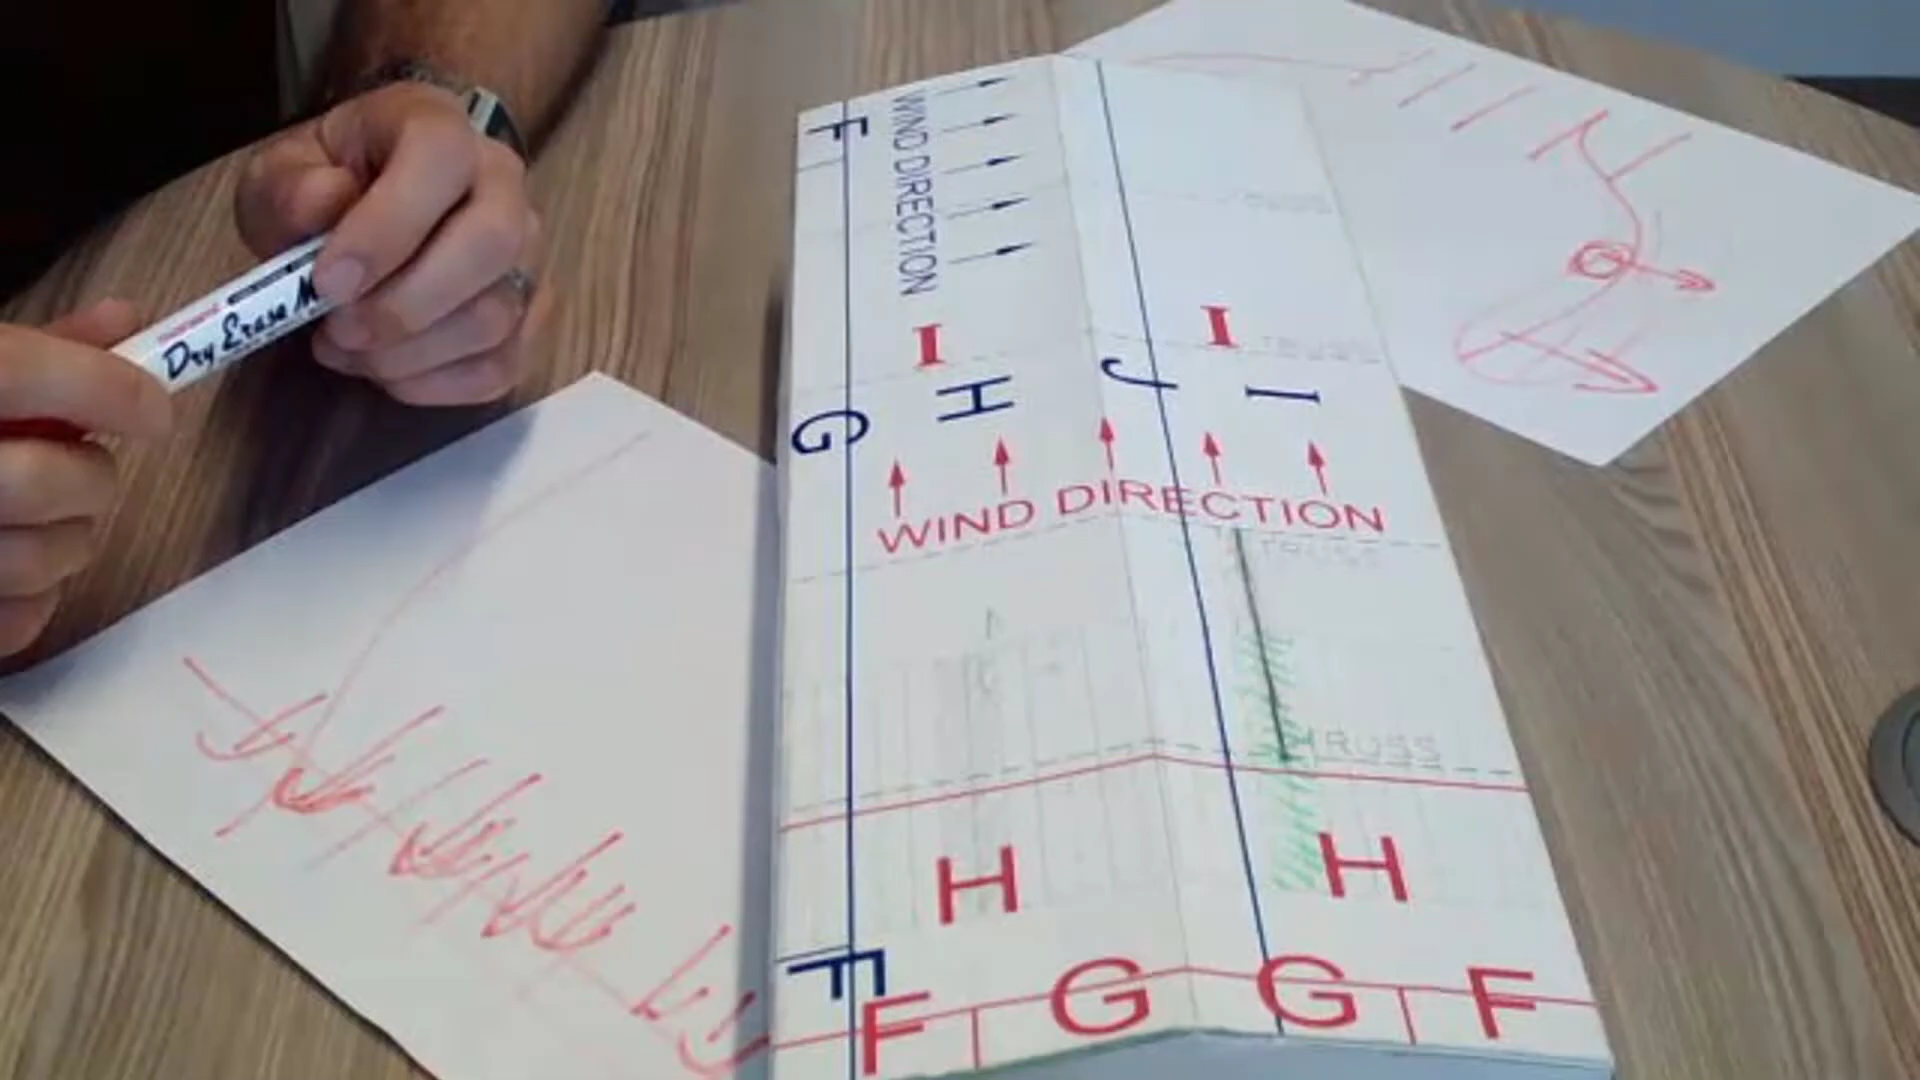 Dry Erase M
F
WIND DIRECTION
I
I
TRUSS
H
J
I
G
WIND DIRECTION
TRUSS
TRUSS
H
H
F
F
G
G
F